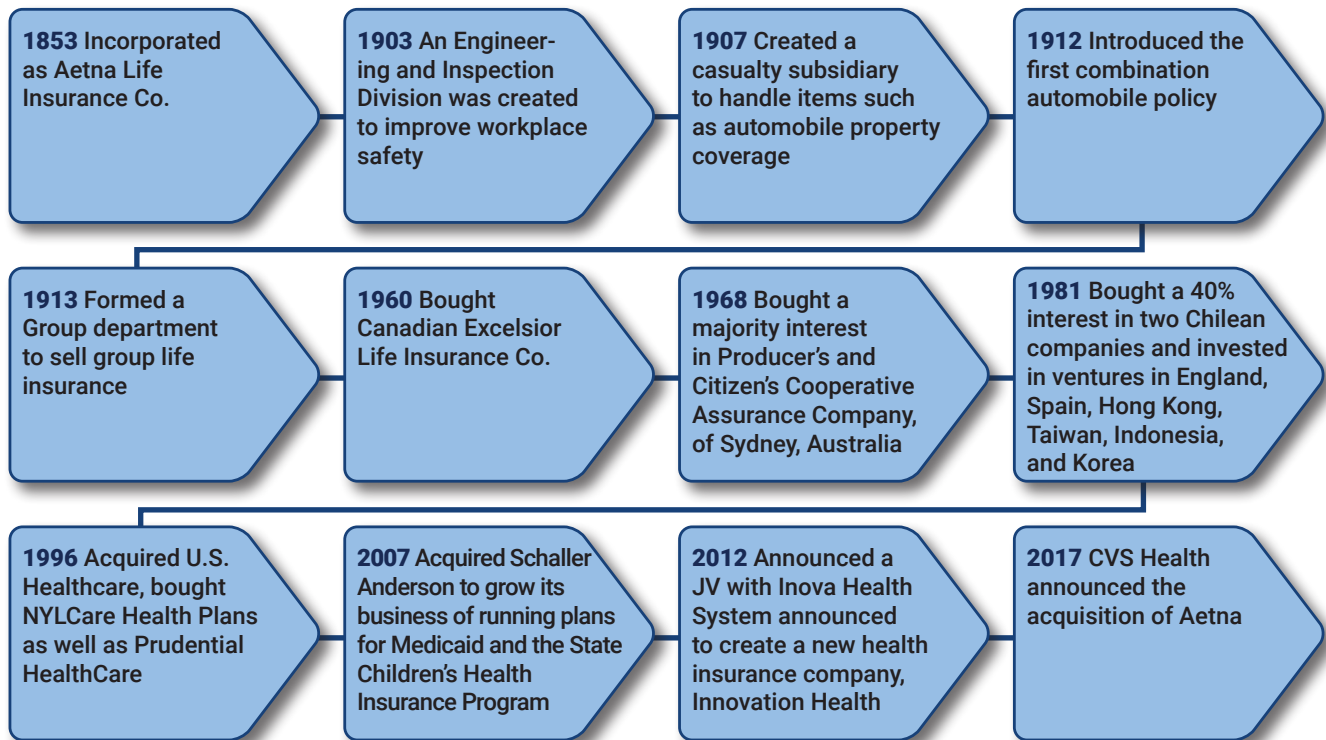 1853 Incorporated
as Aetna Life
Insurance Co.
1903 An Engineer-
ing and Inspection
Division was created
to improve workplace
safety
1907 Created a
casualty subsidiary
to handle items such
as automobile property
coverage
1912 Introduced the
first combination
automobile policy
1913 Formed a
Group department
to sell group life
insurance
1960 Bought
Canadian Excelsior
Life Insurance Co.
1968 Bought a
majority interest
in Producer's and
Citizen's Cooperative
Assurance Company,
of Sydney, Australia
1981 Bought a 40%
interest in two Chilean
companies and invested
in ventures in England,
Spain, Hong Kong,
Taiwan, Indonesia,
and Korea
1996 Acquired U.S.
Healthcare, bought
NYLCare Health Plans
as well as Prudential
HealthCare
2007 Acquired Schaller
Anderson to grow its
business of running plans
for Medicaid and the State
Children's Health
Insurance Program
2012 Announced a
JV with Inova Health
System announced
to create a new health
insurance company,
Innovation Health
2017 CVS Health
announced the
acquisition of Aetna